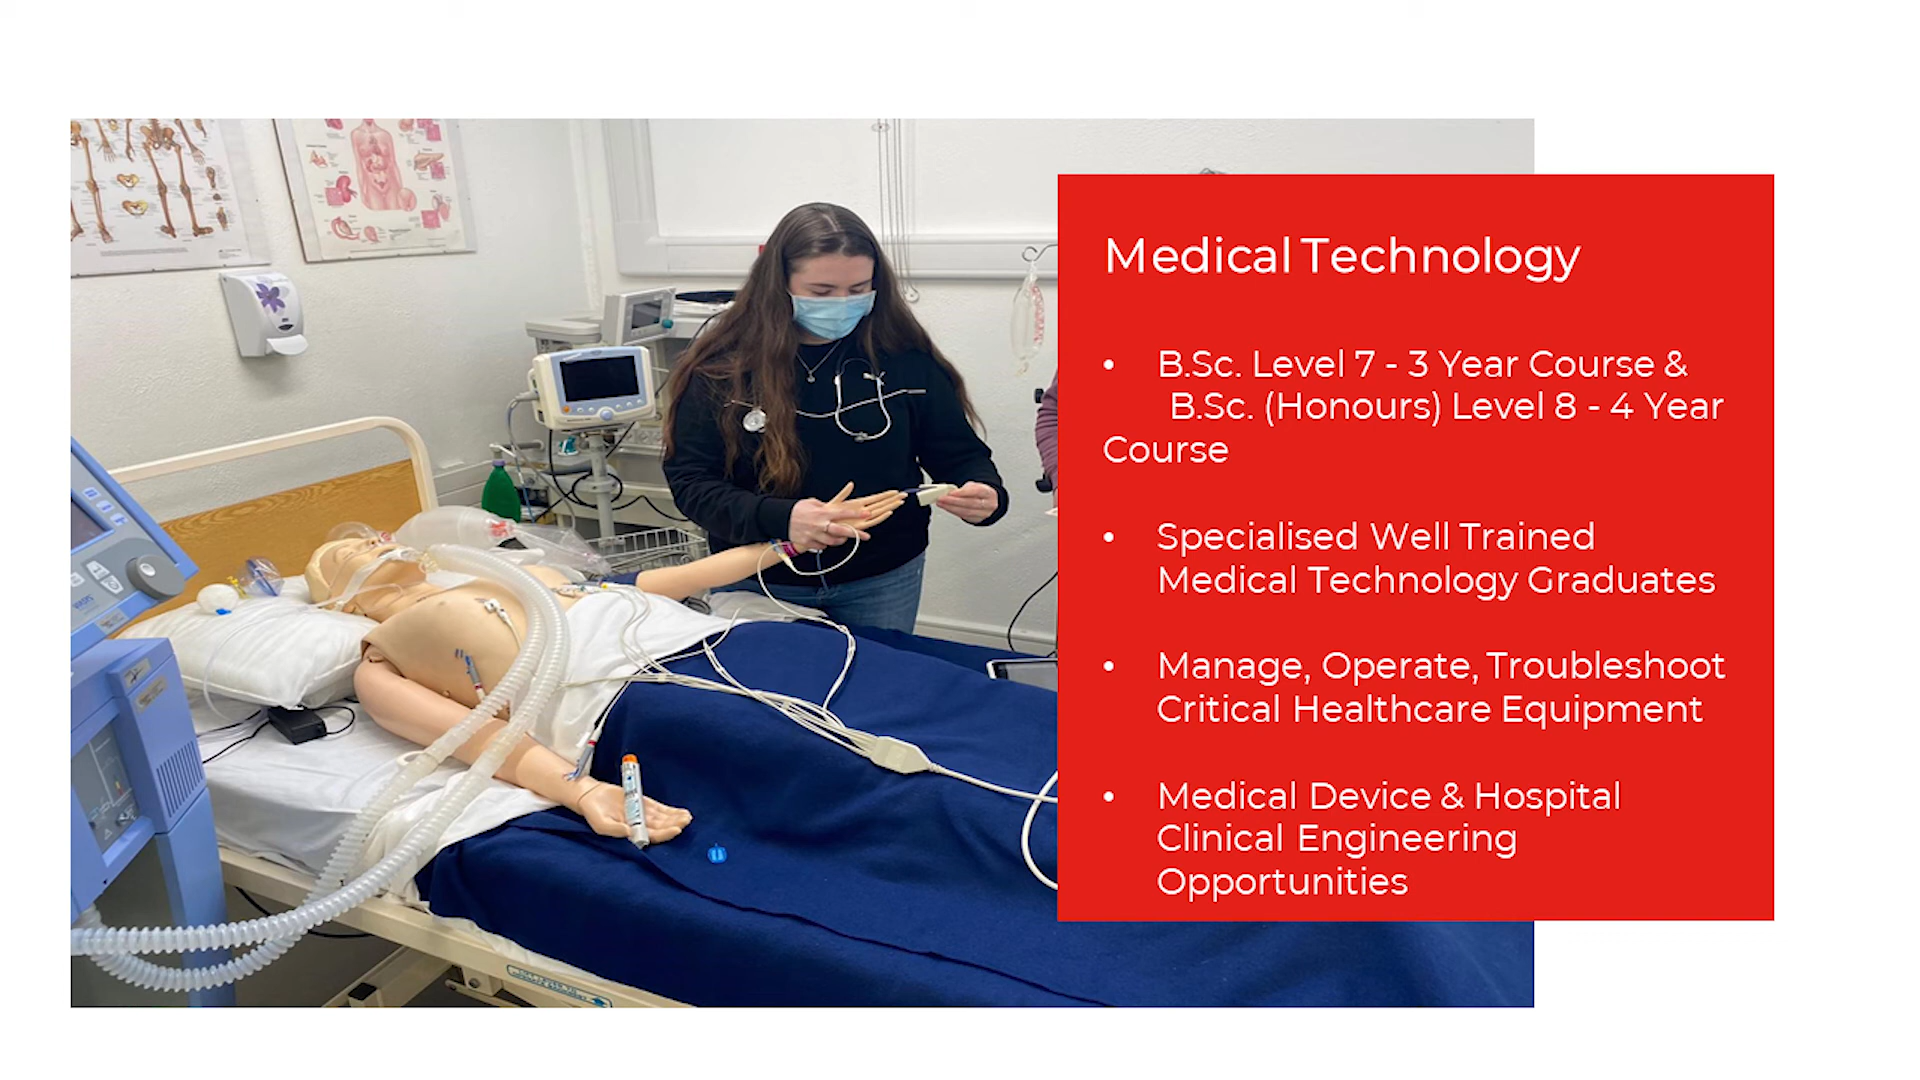 Medical Technology
• B.Sc. Level 7 - 3 Year Course &
B.Sc. (Honours) Level 8 - 4 Year
Course
• Specialised Well Trained
Medical Technology Graduates
• Manage, Operate, Troubleshoot
Critical Healthcare Equipment
• Medical Device & Hospital
Clinical Engineering
Opportunities